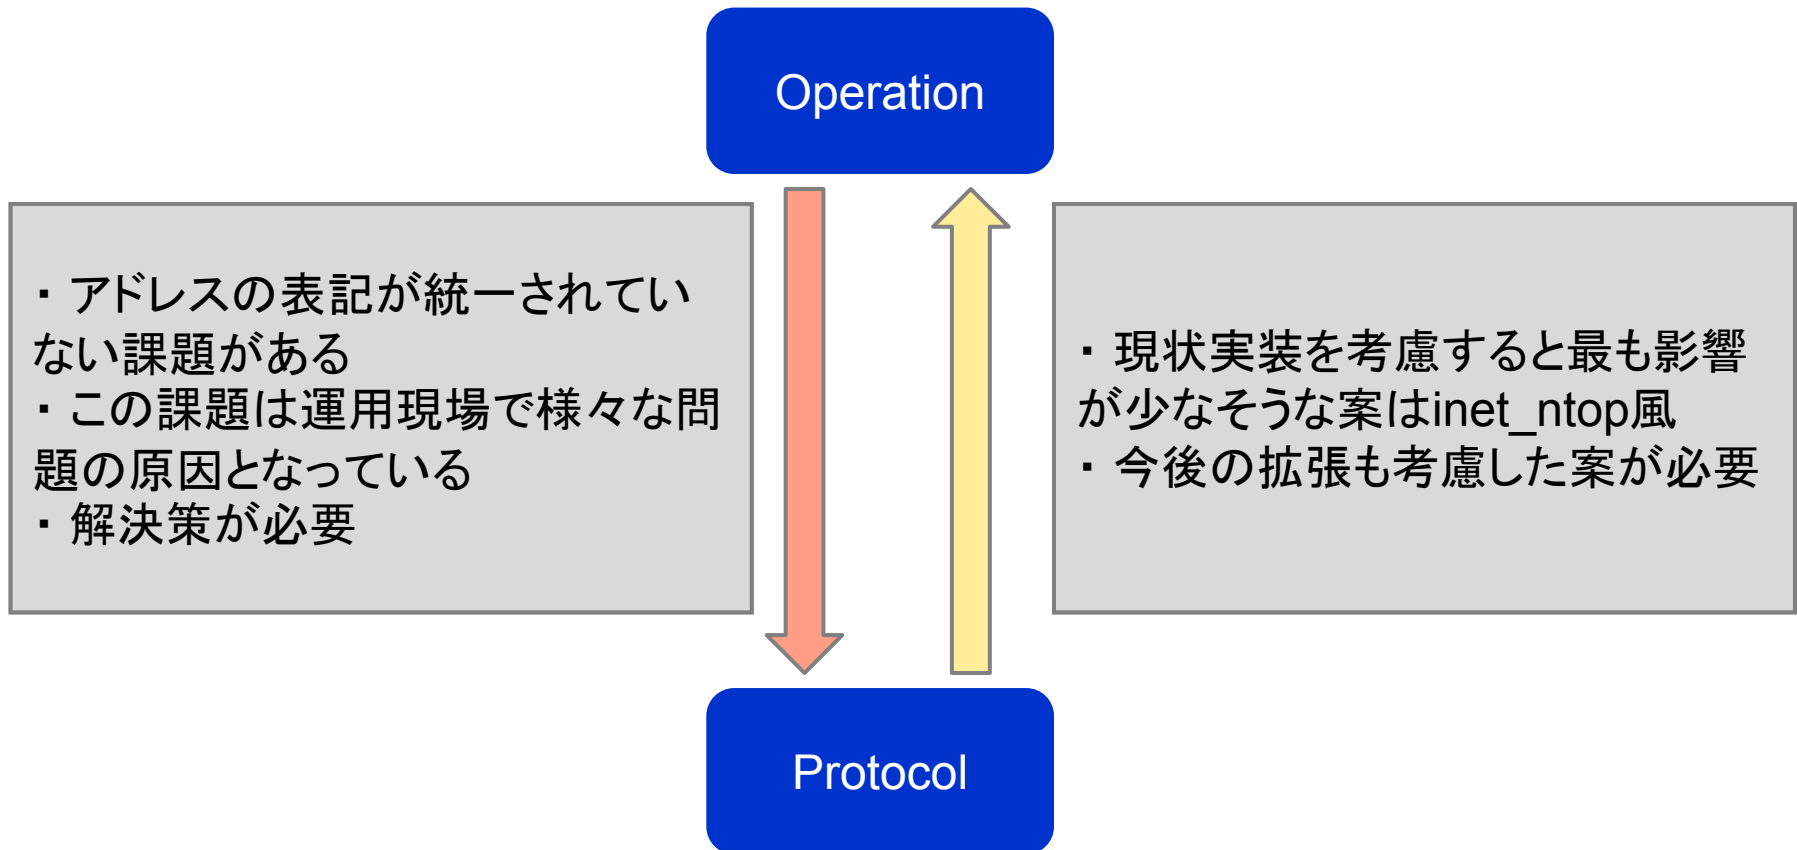 Operation
・ アドレスの表記が統一されてい
ない課題がある
・ この課題は運用現場で様々な問
題の原因となっている
・ 解決策が必要
・ 現状実装を考慮すると最も影響
が少なそうな案はinet_ntop風
・ 今後の拡張も考慮した案が必要
Protocol